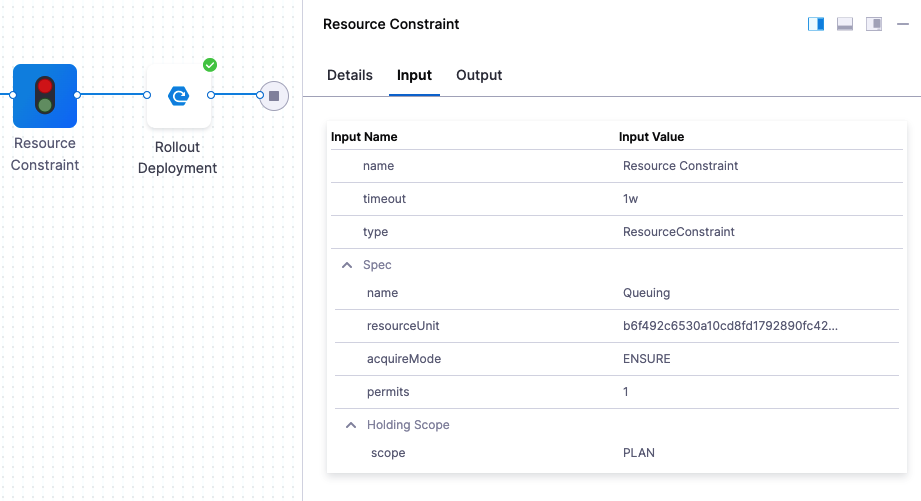 Resource Constraint
Details Input Output
Input Name Input Value
name Resource Constraint
timeout 1w
type ResourceConstraint
Spec
name Queuing
resourceUnit b6f492c6530a10cd8fd1792890fc42...
acquireMode ENSURE
permits 1
Holding Scope
scope PLAN
Resource
Constraint
Rollout
Deployment